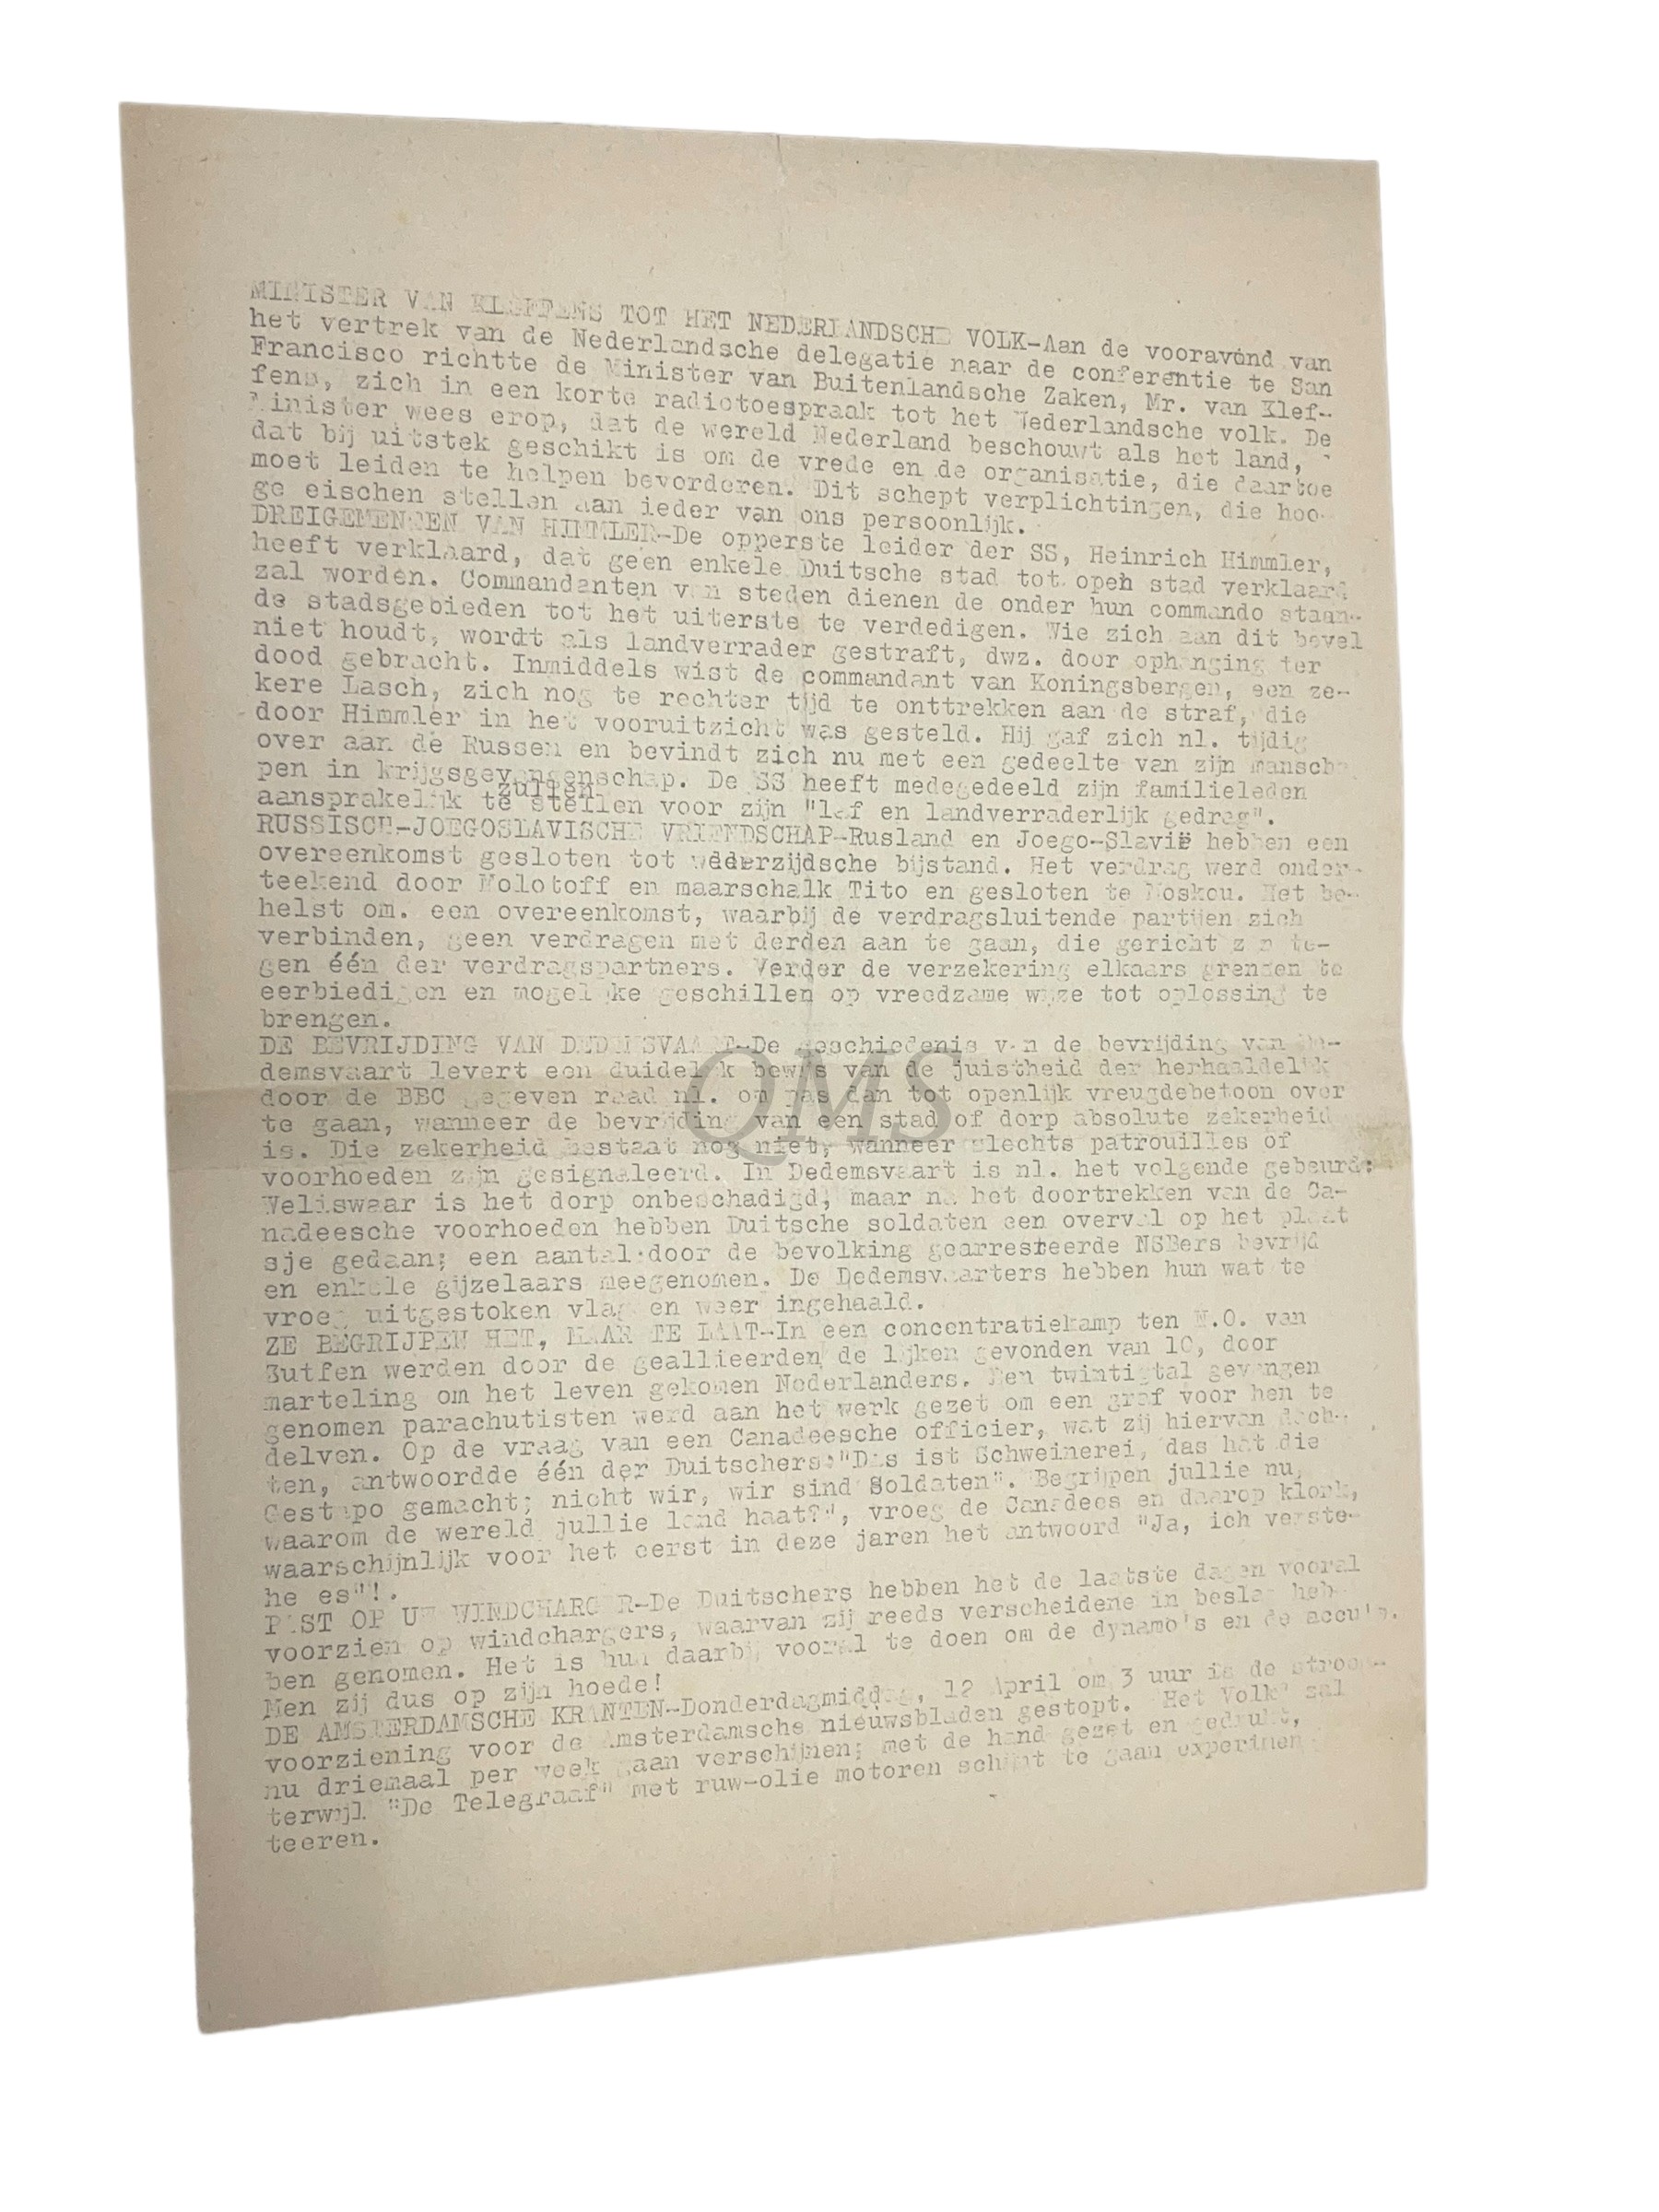 MINISTER VAN KLEFFENS TOT HET NEDERLANDSCHE VOLK-Aan de vooravond van
het vertrek van de Nederlandsche delegatie naar de conferentie te San
Francisco richtte de Minister van Buitenlandsche Zaken, Mr. van Klef-
fens, zich in een korte radiotoespraak tot het Nederlandsche volk. De
Minister wees erop, dat de wereld Nederland beschouwt als het land,
dat bij uitstek geschikt is om de vrede en de organisatie, die daartoe
moet leiden te helpen bevorderen. Dit schept verplichtingen, die hoo-
ge eischen stellen aan ieder van ons persoonlijk.
DREIGEMENTEN VAN HIMMLER-De opperste leider der SS, Heinrich Himmler,
heeft verklaard, dat geen enkele Duitsche stad tot open stad verklaard
zal worden. Commandanten van steden dienen de onder hun commando staan-
de stadsgebieden tot het uiterste te verdedigen. Wie zich aan dit bevel
niet houdt, wordt als landverrader gestraft, dwz. door ophanging ter
dood gebracht. Inmiddels wist de commandant van Koningsbergen, een ze-
kere Lasch, zich nog te rechter tijd te onttrekken aan de straf, die
door Himmler in het vooruitzicht was gesteld. Hij gaf zich nl. tijdig
over aan de Russen en bevindt zich nu met een gedeelte van zijn mansch
pen in krijgsgevangenschap. De SS heeft medegedeeld zijn familieleden
zullen
aansprakelijk te stellen voor zijn "laf en landverraderlijk gedrag".
RUSSISCH-JOEGOSLAVISCHE VRIENDSCHAP-Rusland en Joego-Slavië hebben een
overeenkomst gesloten tot wederzijdsche bijstand. Het verdrag werd onder-
teekend door Molotoff en maarschalk Tito en gesloten te Moskou. Het be-
helst om. een overeenkomst, waarbij de verdragsluitende partijen zich
verbinden, geen verdragen met derden aan te gaan, die gericht zijn te-
gen één der verdragspartners. Verder de verzekering elkaars grenzen te
eerbiedigen en mogelijke geschillen op vreedzame wijze tot oplossing te
brengen.
DE BEVRIJDING VAN DEDEMSVAART-De geschiedenis van de bevrijding van De-
demsvaart levert een duidelijk bewijs van de juistheid der herhaaldelijk
door de BBC gegeven raad nl. om pas dan tot openlijk vreugdebetoon over
te gaan, wanneer de bevrijding van een stad of dorp absolute zekerheid
is. Die zekerheid bestaat nog niet, wanneer slechts patrouilles of
voorhoeden zijn gesignaleerd. In Dedemsvaart is nl. het volgende gebeurd:
Weliswaar is het dorp onbeschadigd, maar na het doortrekken van de Ca-
nadeesche voorhoeden hebben Duitsche soldaten een overval op het plaat
sje gedaan; een aantal door de bevolking gearresteerde NSBers bevrijd
en enkele gijzelaars meegenomen. De Dedemsvaarters hebben hun wat te
vroeg uitgestoken vlaggen weer ingehaald.
ZE BEGRIJPEN HET, MAAR TE LAAT-In een concentratiekamp ten N.O. van
Zutfen werden door de geallieerden de lijken gevonden van 10, door
marteling om het leven gekomen Nederlanders. Een twintigtal gevangen
genomen parachutisten werd aan het werk gezet om een graf voor hen te
delven. Op de vraag van een Canadeesche officier, wat zij hiervan dach-
ten, antwoordde één der Duitschers:"Das ist Schweinerei, das hat die
Gestapo gemacht; nicht wir, wir sind Soldaten". Begrijpen jullie nu,
waarom de wereld jullie land haat?", vroeg de Canadees en daarop klonk,
waarschijnlijk voor het eerst in deze jaren het antwoord "Ja, ich verste-
he es"!.
PAST OP UW WINDCHARGER-De Duitschers hebben het de laatste dagen vooral
voorzien op windchargers, waarvan zij reeds verscheidene in beslag heb-
ben genomen. Het is hun daarbij vooral te doen om de dynamo's en de accu's.
Men zij dus op zijn hoede!
DE AMSTERDAMSCHE KRANTEN-Donderdagmiddag, 12 April om 3 uur is de stroom-
voorziening voor de Amsterdamsche nieuwsbladen gestopt. "Het Volk" zal
nu driemaal per week gaan verschijnen; met de hand gezet en gedrukt,
terwijl "De Telegraaf" met ruw-olie motoren schijnt te gaan experimen-
teeren.
QMS